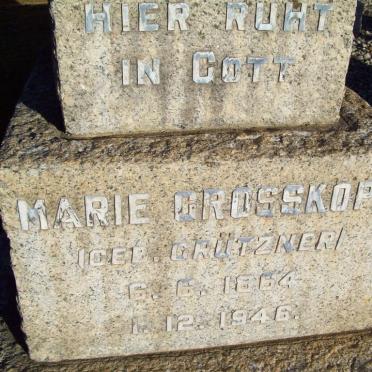 HIER RUHT
IN GOTT
MARIE GROSSKOP
(GEB. GRÜTZNER)
6. 6. 1864
1. 12. 1946.